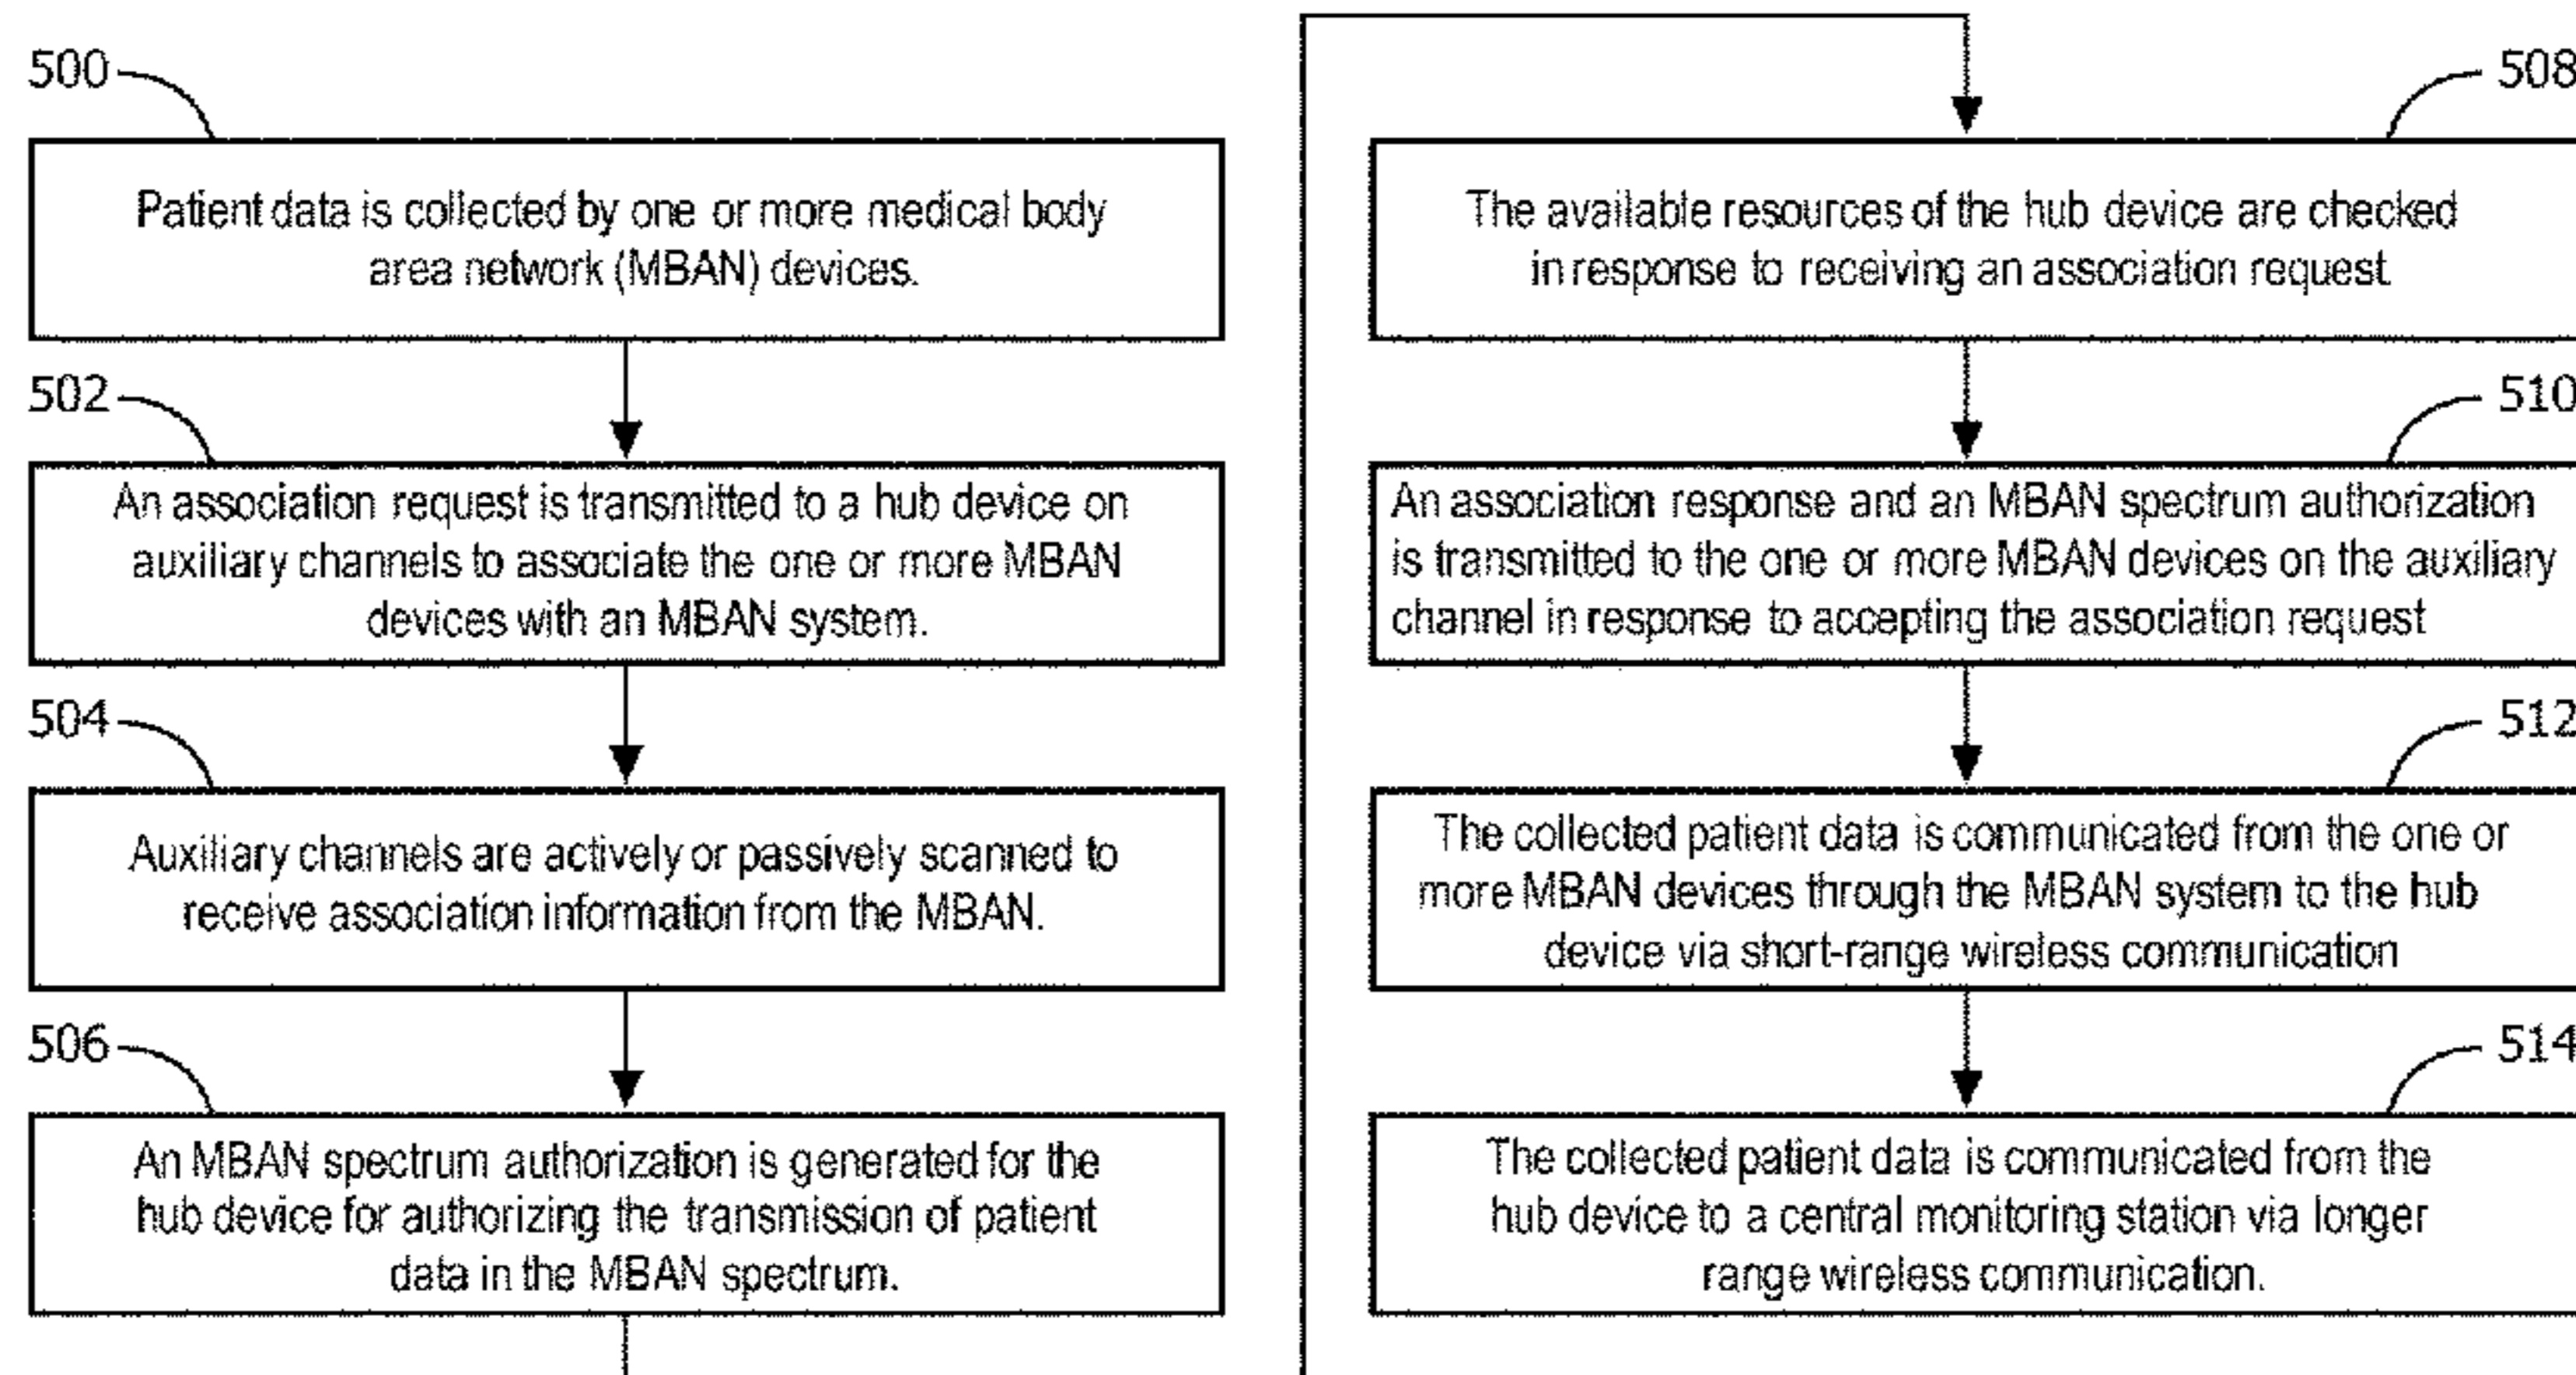 500
Patient data is collected by one or more medical body
area network (MBAN) devices.
502
An association request is transmitted to a hub device on
auxiliary channels to associate the one or more MBAN
devices with an MBAN system.
504
Auxiliary channels are actively or passively scanned to
receive association information from the MBAN.
506
An MBAN spectrum authorization is generated for the
hub device for authorizing the transmission of patient
data in the MBAN spectrum.
508
The available resources of the hub device are checked
in response to receiving an association request.
510
An association response and an MBAN spectrum authorization
is transmitted to the one or more MBAN devices on the auxiliary
channel in response to accepting the association request
512
The collected patient data is communicated from the one or
more MBAN devices through the MBAN system to the hub
device via short-range wireless communication
514
The collected patient data is communicated from the
hub device to a central monitoring station via longer
range wireless communication.